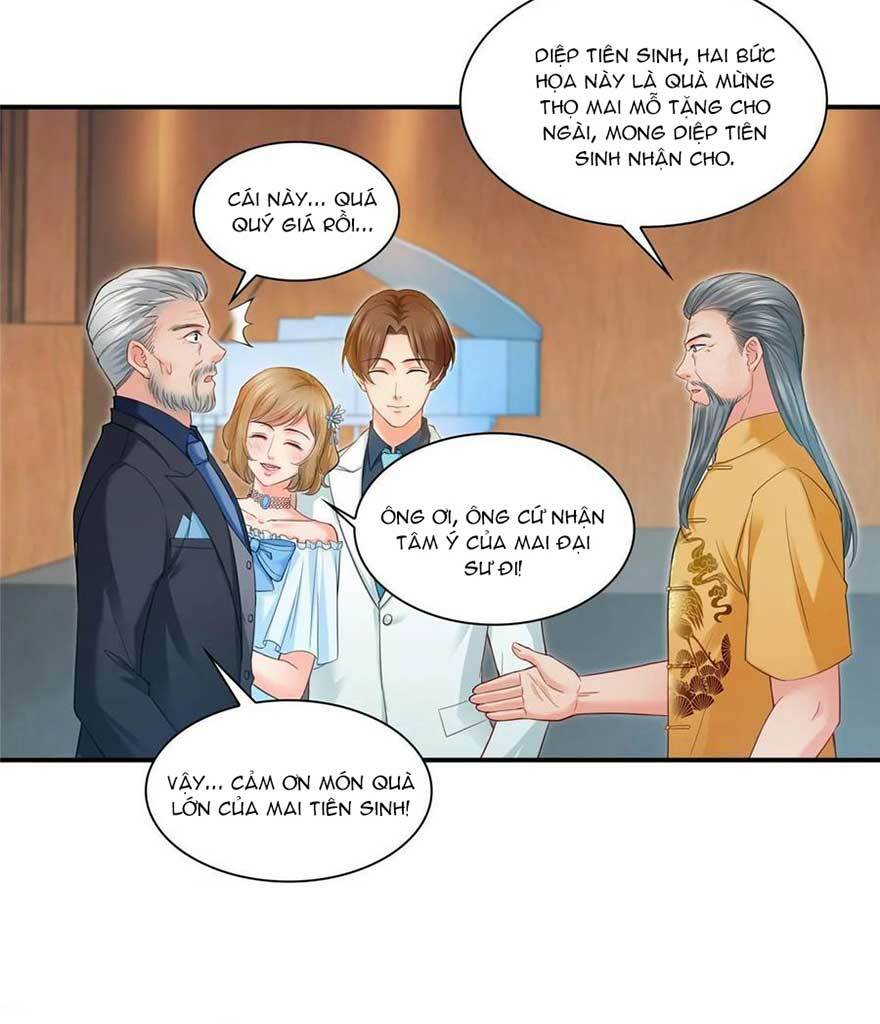 DIỆP TIÊN SINH, HAI BỨC
HỌA NÀY LÀ QUÀ MỪNG
THỌ MAI MỖ TẶNG CHO
NGÀI, MONG DIỆP TIÊN
SINH NHẬN CHO.
CÁI NÀY... QUÁ
QUÝ GIÁ RỒI...
ÔNG ƠI, ÔNG CỨ NHẬN
TÂM Ý CỦA MAI ĐẠI
SƯ ĐI!
VẬY... CẢM ƠN MÓN QUÀ
LỚN CỦA MAI TIÊN SINH!